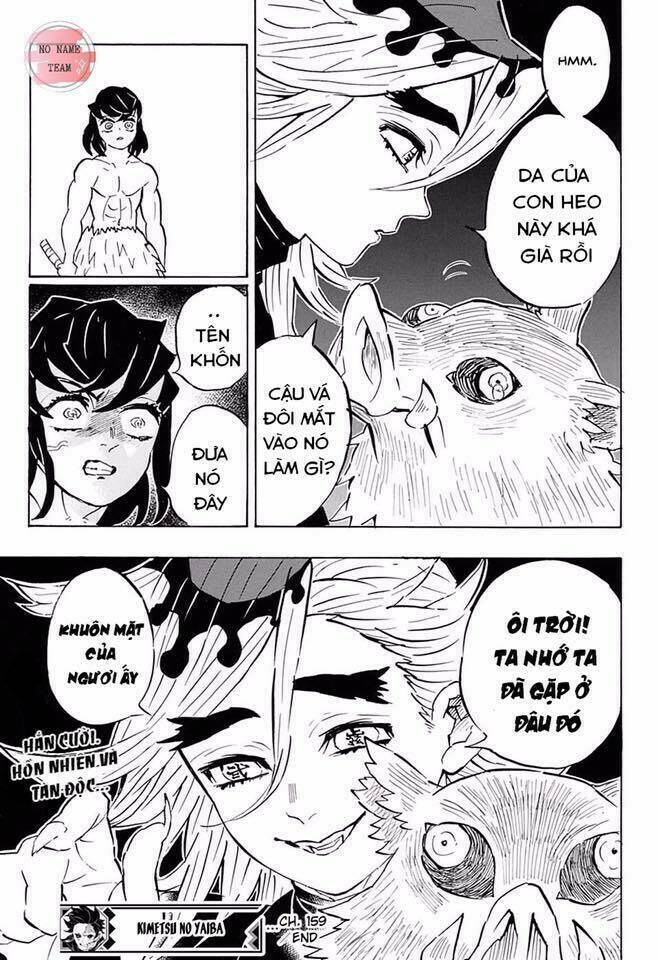 NO NAME
TEAM
HMM.
DA CỦA
CON HEO
NÀY KHÁ
GIÀ RỒI
CẬU VÁ
ĐÔI MẮT
VÀO NÓ
LÀM GÌ?
TÊN
KHỐN
ĐƯA
NÓ
ĐÂY
ÔI TRỜI!
TA NHỚ TA
ĐÃ GẶP Ở
ĐÂU ĐÓ
KHUÔN MẶT
CỦA
NGƯƠI ẤY
HẮN CƯỜI.
HỒN NHIÊN VÀ
TÀN ĐỘC...
KIMETSU NO YAIBA
...CH. 159
END